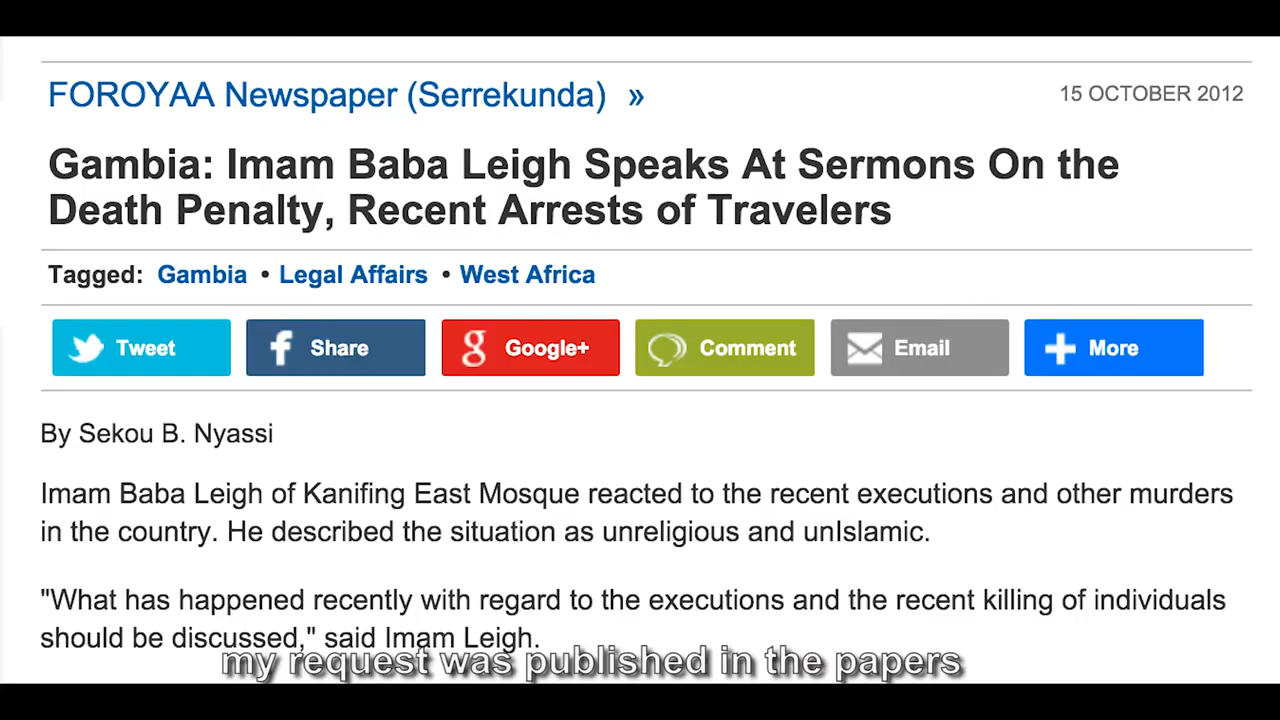 FOROYAA Newspaper (Serrekunda) »
15 OCTOBER 2012
Gambia: Imam Baba Leigh Speaks At Sermons On the
Death Penalty, Recent Arrests of Travelers
Tagged: Gambia • Legal Affairs • West Africa
Tweet
Share
Google+
Comment
Email
More
By Sekou B. Nyassi
Imam Baba Leigh of Kanifing East Mosque reacted to the recent executions and other murders
in the country. He described the situation as unreligious and unIslamic.
"What has happened recently with regard to the executions and the recent killing of individuals
should be discussed," said Imam Leigh.
my request was published in the papers